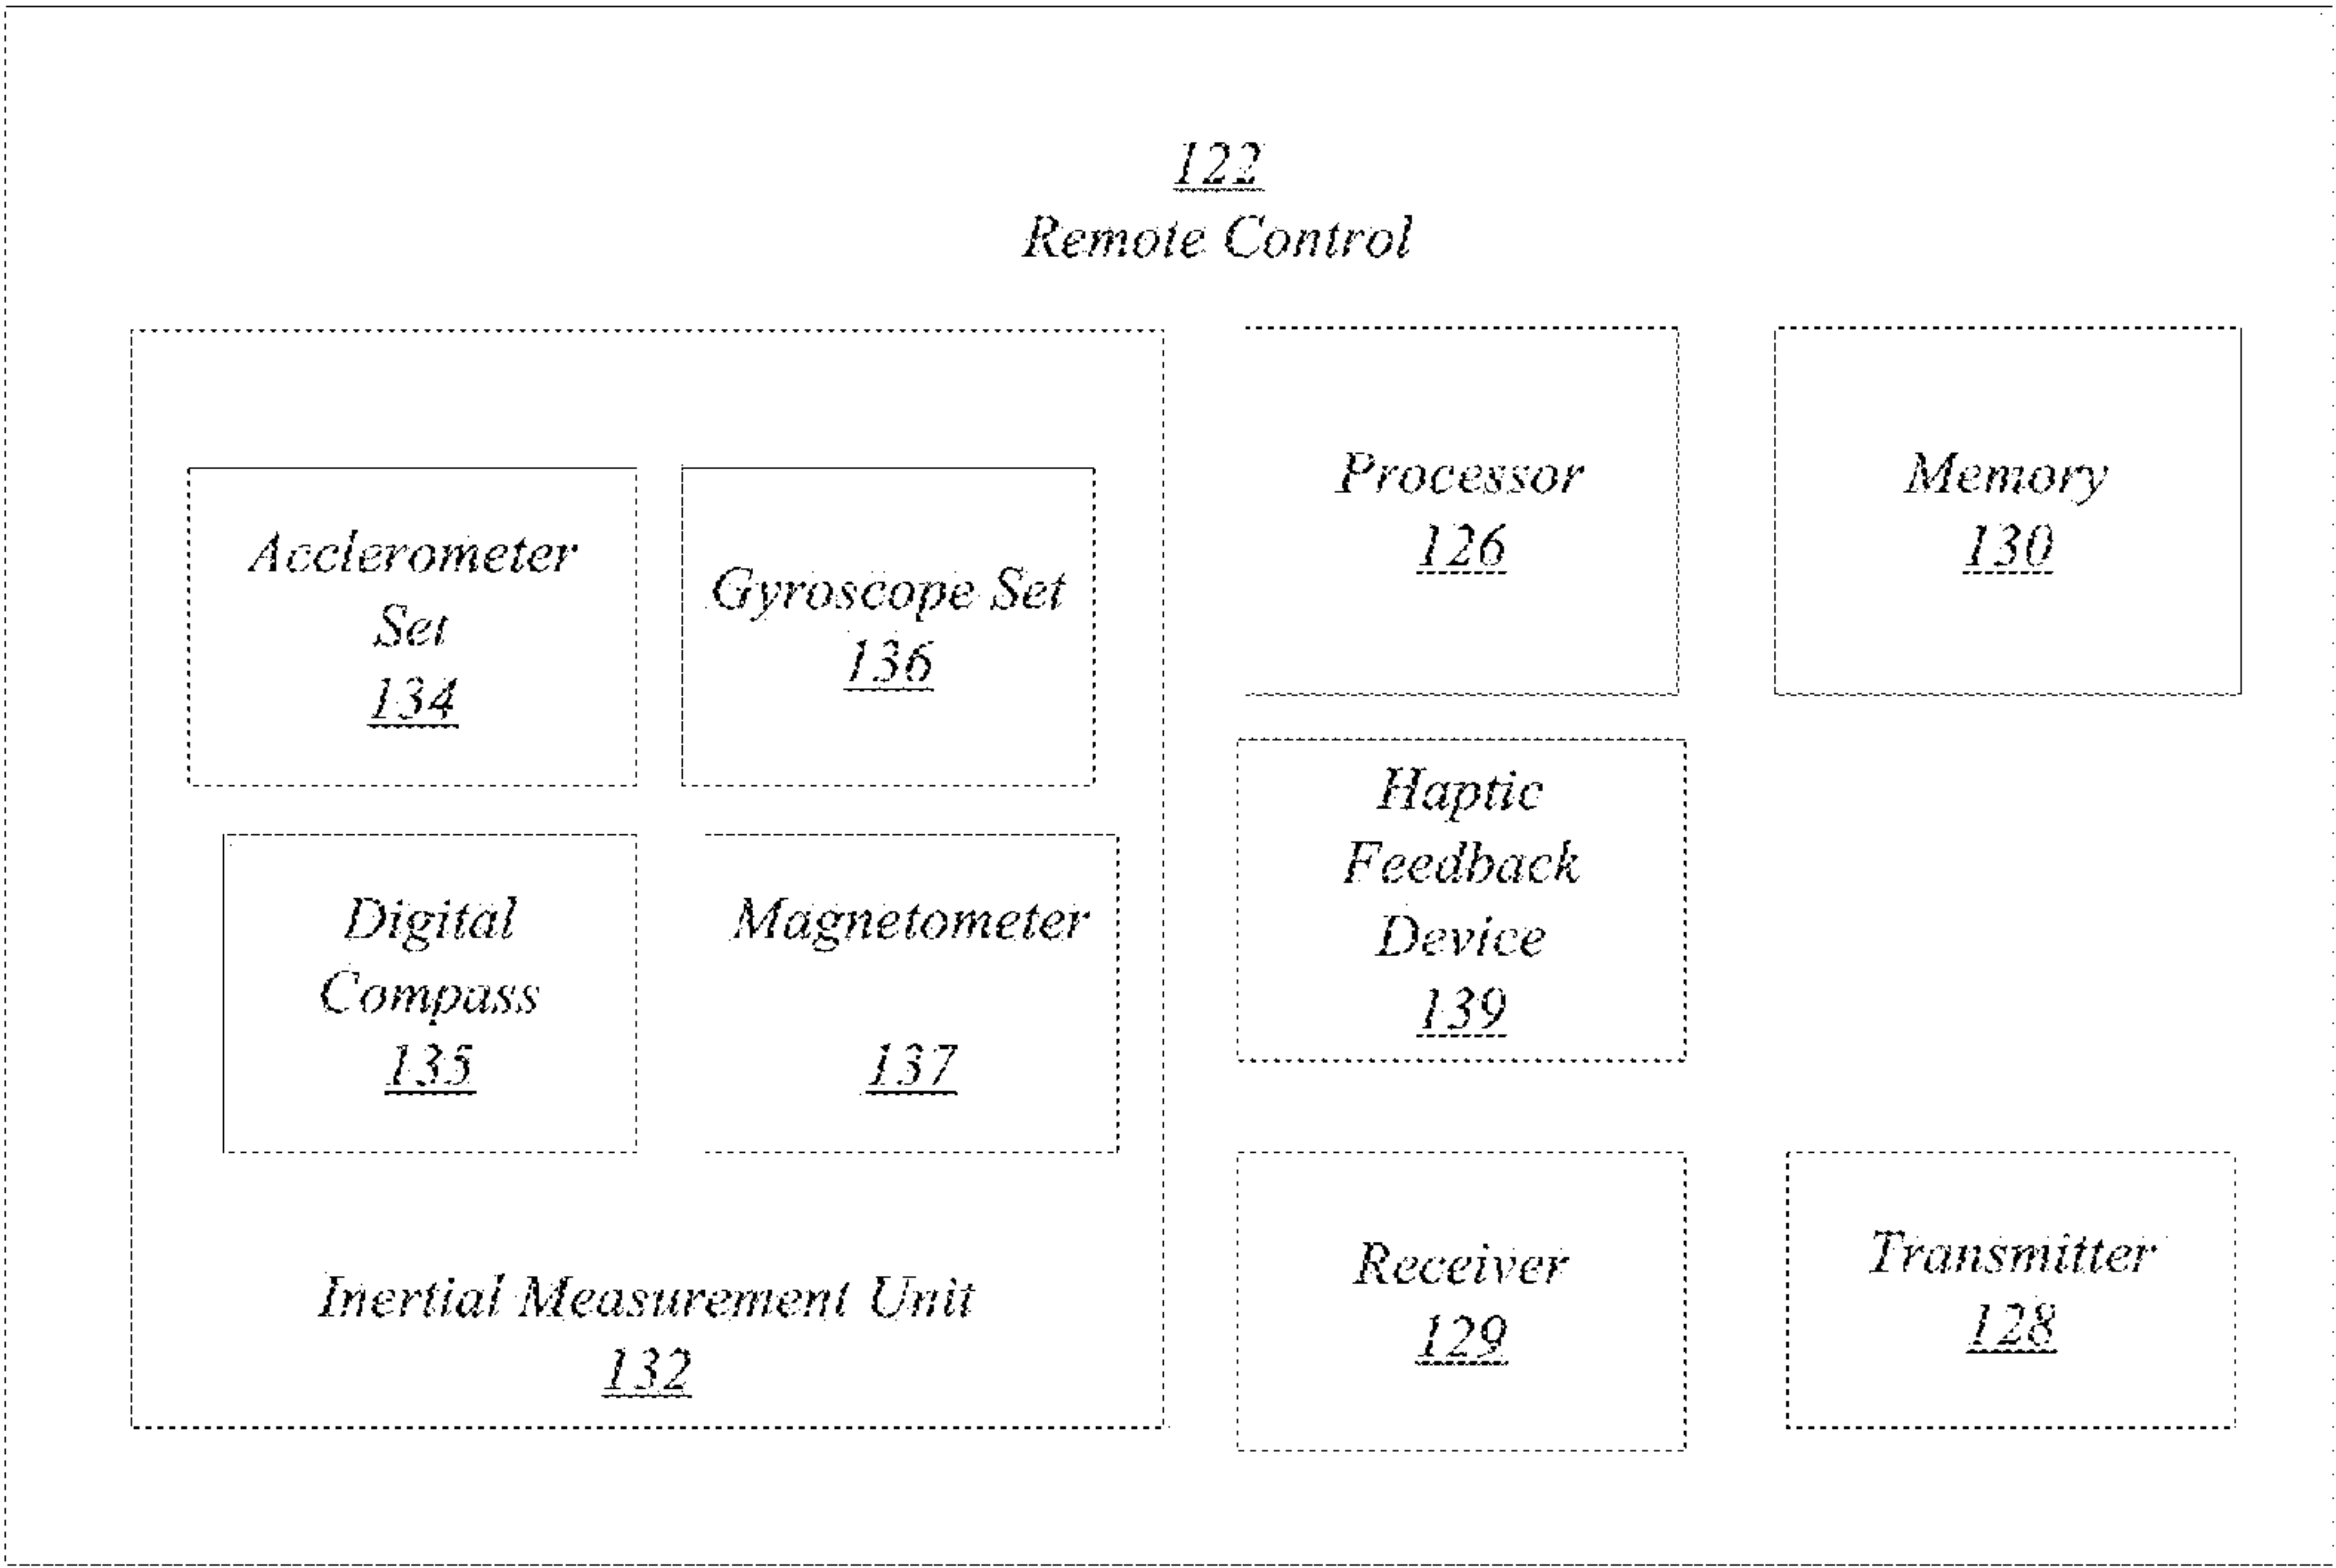 122
Remote Control
Acclerometer
Set
134
Gyroscope Set
136
Digital
Compass
135
Magnetometer
137
Inertial Measurement Unit
132
Processor
126
Memory
130
Haptic
Feedback
Device
139
Receiver
129
Transmitter
128